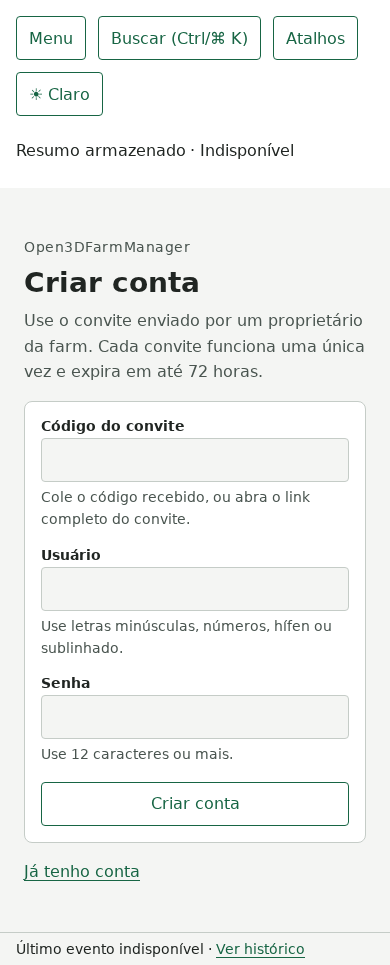 Menu
Buscar (Ctrl/⌘ K)
Atalhos
☀ Claro
Resumo armazenado · Indisponível
Open3DFarmManager
Criar conta
Use o convite enviado por um proprietário
da farm. Cada convite funciona uma única
vez e expira em até 72 horas.
Código do convite
Cole o código recebido, ou abra o link
completo do convite.
Usuário
Use letras minúsculas, números, hífen ou
sublinhado.
Senha
Use 12 caracteres ou mais.
Criar conta
Já tenho conta
Último evento indisponível · Ver histórico